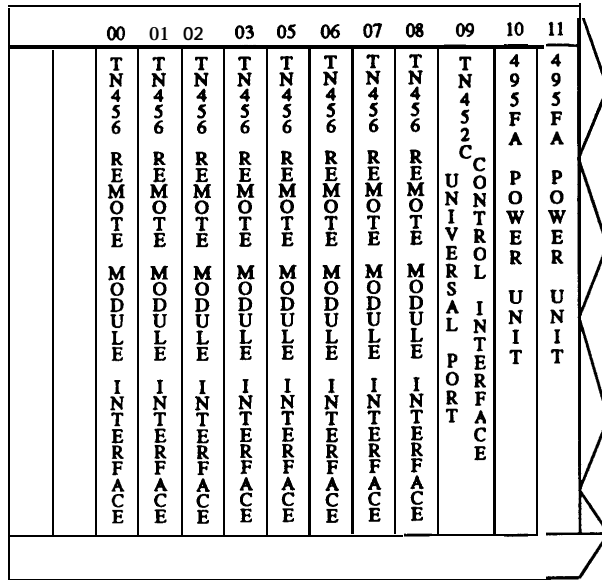 00 01 02 03 05 06 07 08 09 10 11
TN456 REMOTE MODULE INTERFACE
TN456 REMOTE MODULE INTERFACE
TN456 REMOTE MODULE INTERFACE
TN456 REMOTE MODULE INTERFACE
TN456 REMOTE MODULE INTERFACE
TN456 REMOTE MODULE INTERFACE
TN456 REMOTE MODULE INTERFACE
TN456 REMOTE MODULE INTERFACE
TN452C
UNIVERSAL PORT
CONTROL INTERFACE
495FA POWER UNIT
495FA POWER UNIT